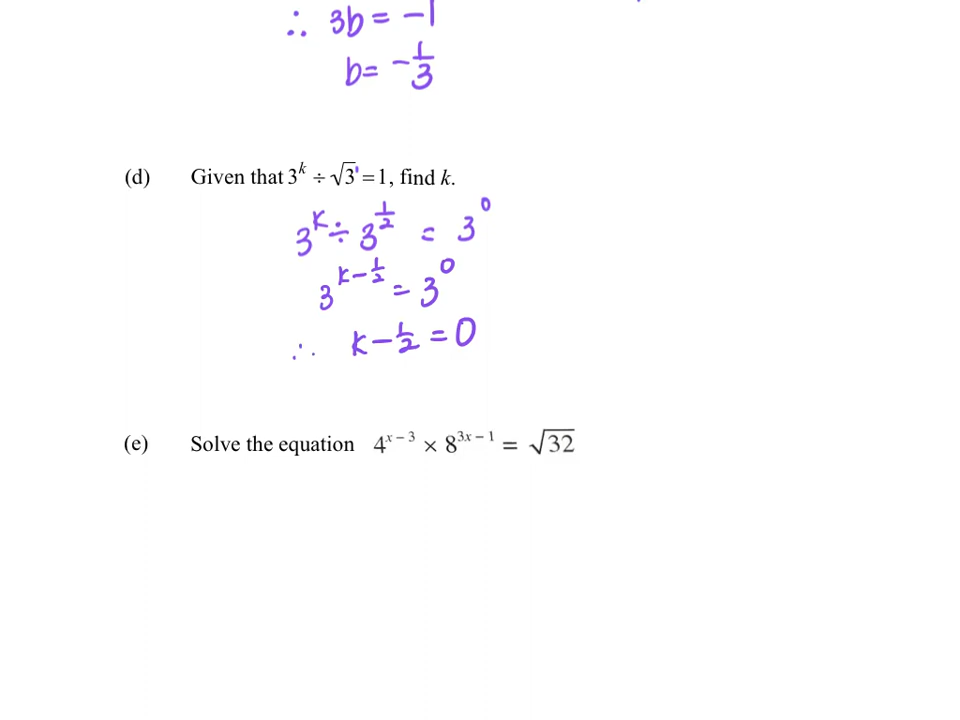 ∴ 3b = -1
b = -1/3
(d) Given that 3^k ÷ √3 = 1, find k.
3^k ÷ 3^(1/2) = 3^0
3^(k-1/2) = 3^0
∴ k - 1/2 = 0
(e) Solve the equation 4^(x-3) × 8^(3x-1) = √32